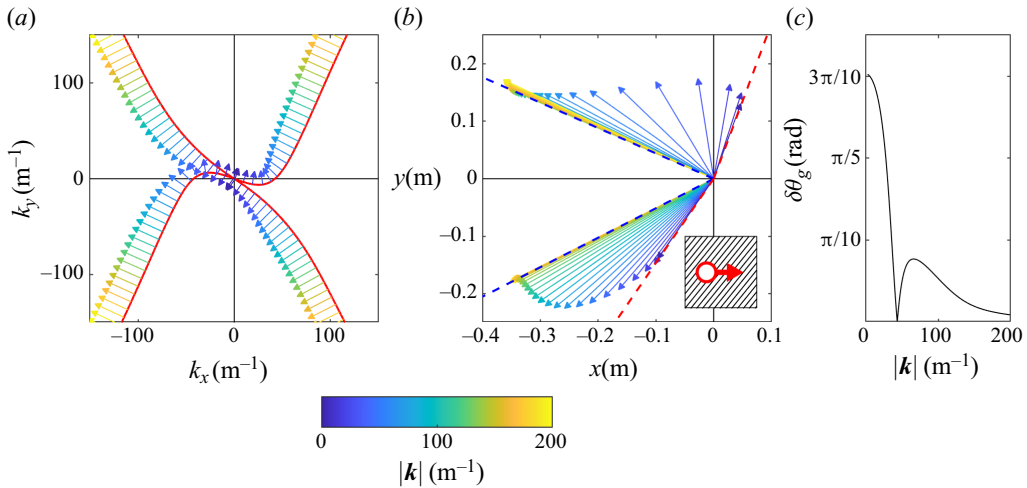 (a)
100
0
−100
k_y (m⁻¹)
−100 0 100
k_x (m⁻¹)
(b)
0.2
0.1
0
−0.1
−0.2
y(m)
−0.4 −0.3 −0.2 −0.1 0 0.1
x(m)
(c)
3π/10
π/5
π/10
δθ_g (rad)
0 100 200
|k| (m⁻¹)
0 100 200
|k| (m⁻¹)